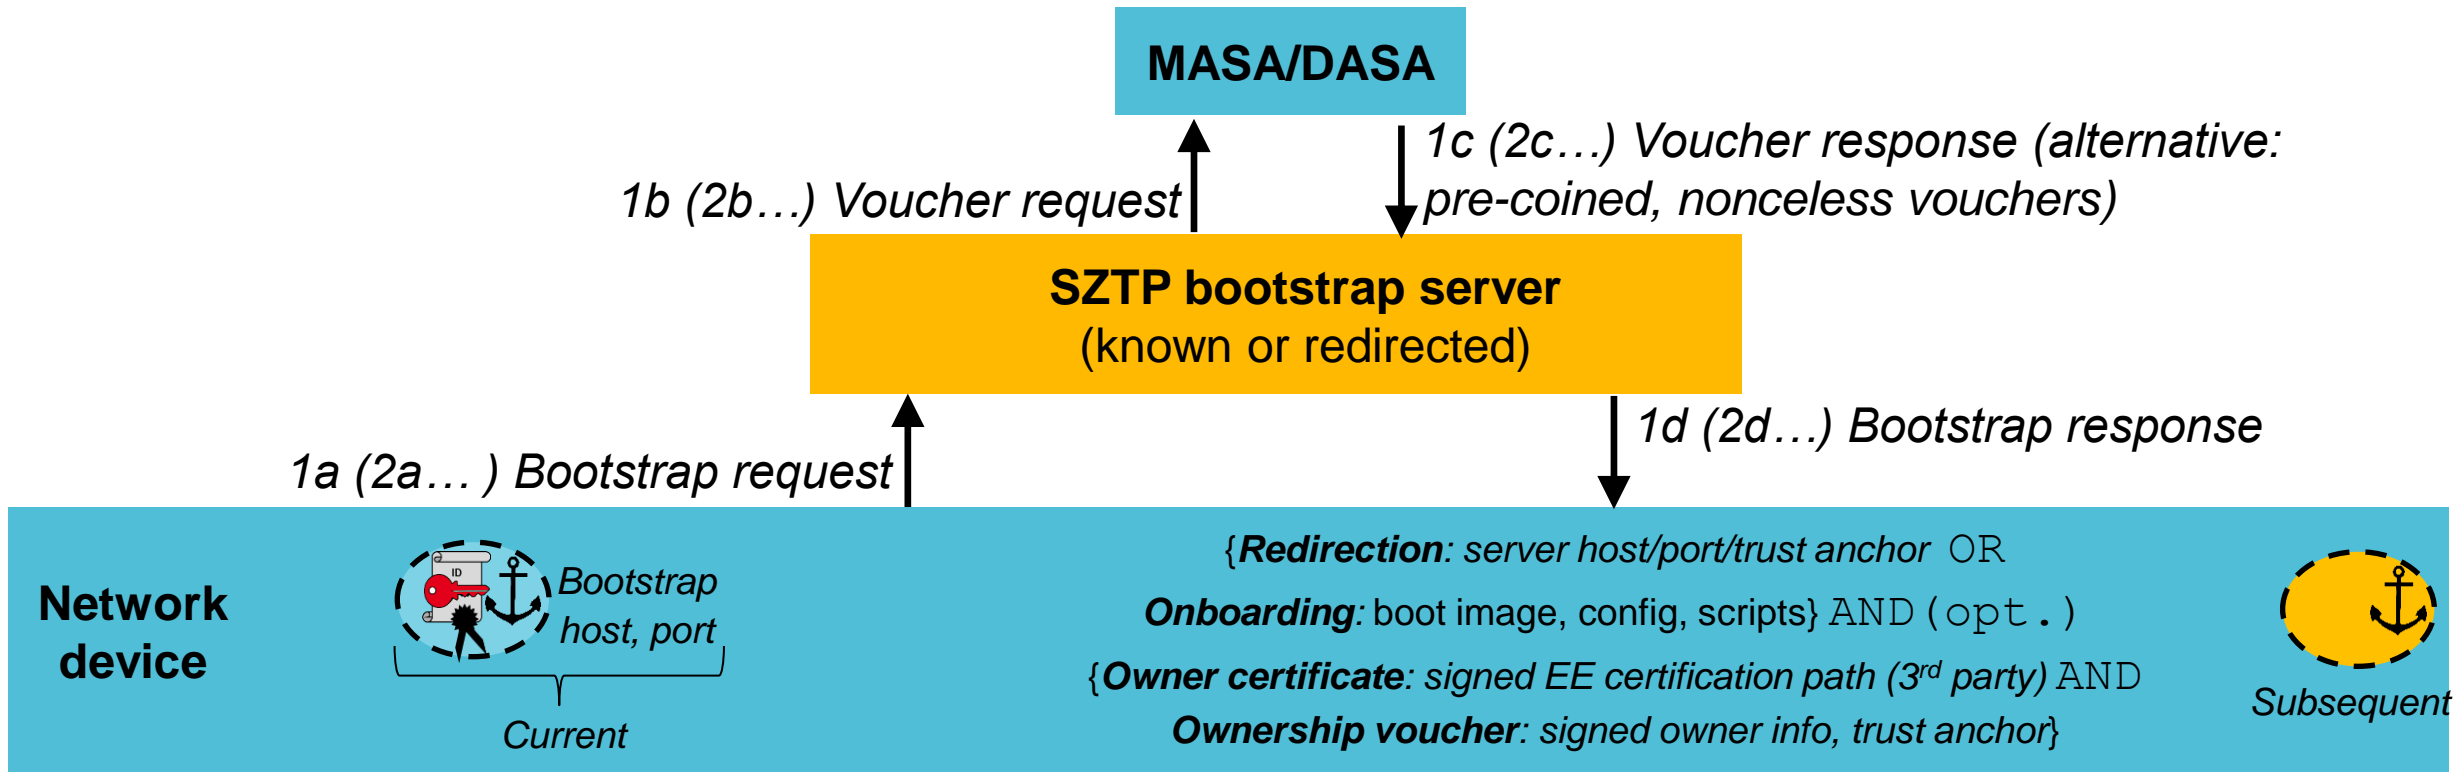 MASA/DASA
1c (2c…) Voucher response (alternative:
pre-coined, nonceless vouchers)
1b (2b…) Voucher request
SZTP bootstrap server
(known or redirected)
1d (2d…) Bootstrap response
1a (2a… ) Bootstrap request
Network
device
ID
Bootstrap
host, port
Current
{Redirection: server host/port/trust anchor OR
Onboarding: boot image, config, scripts} AND(opt.)
{Owner certificate: signed EE certification path (3rd party) AND
Ownership voucher: signed owner info, trust anchor}
Subsequent